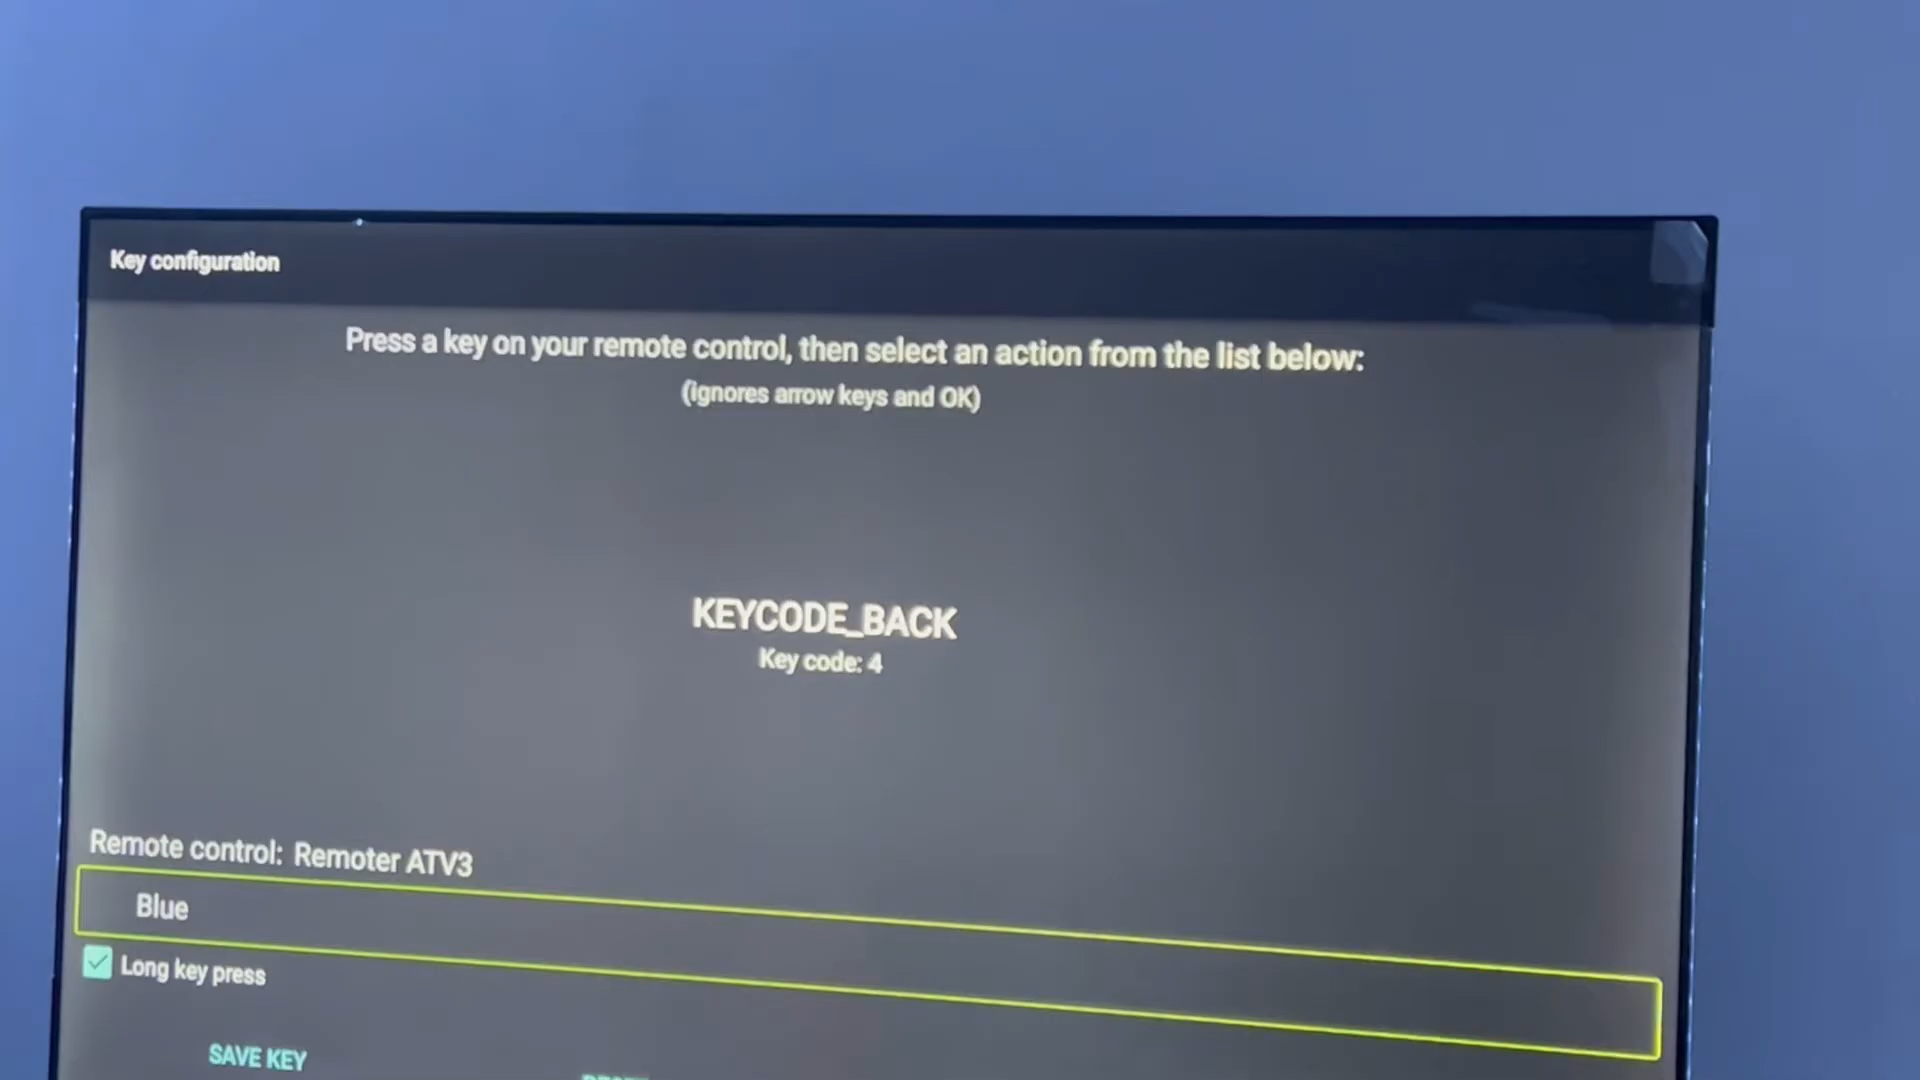 Key configuration
Press a key on your remote control, then select an action from the list below:
(ignores arrow keys and OK)
KEYCODE_BACK
Key code: 4
Remote control: Remoter ATV3
Blue
Long key press
SAVE KEY